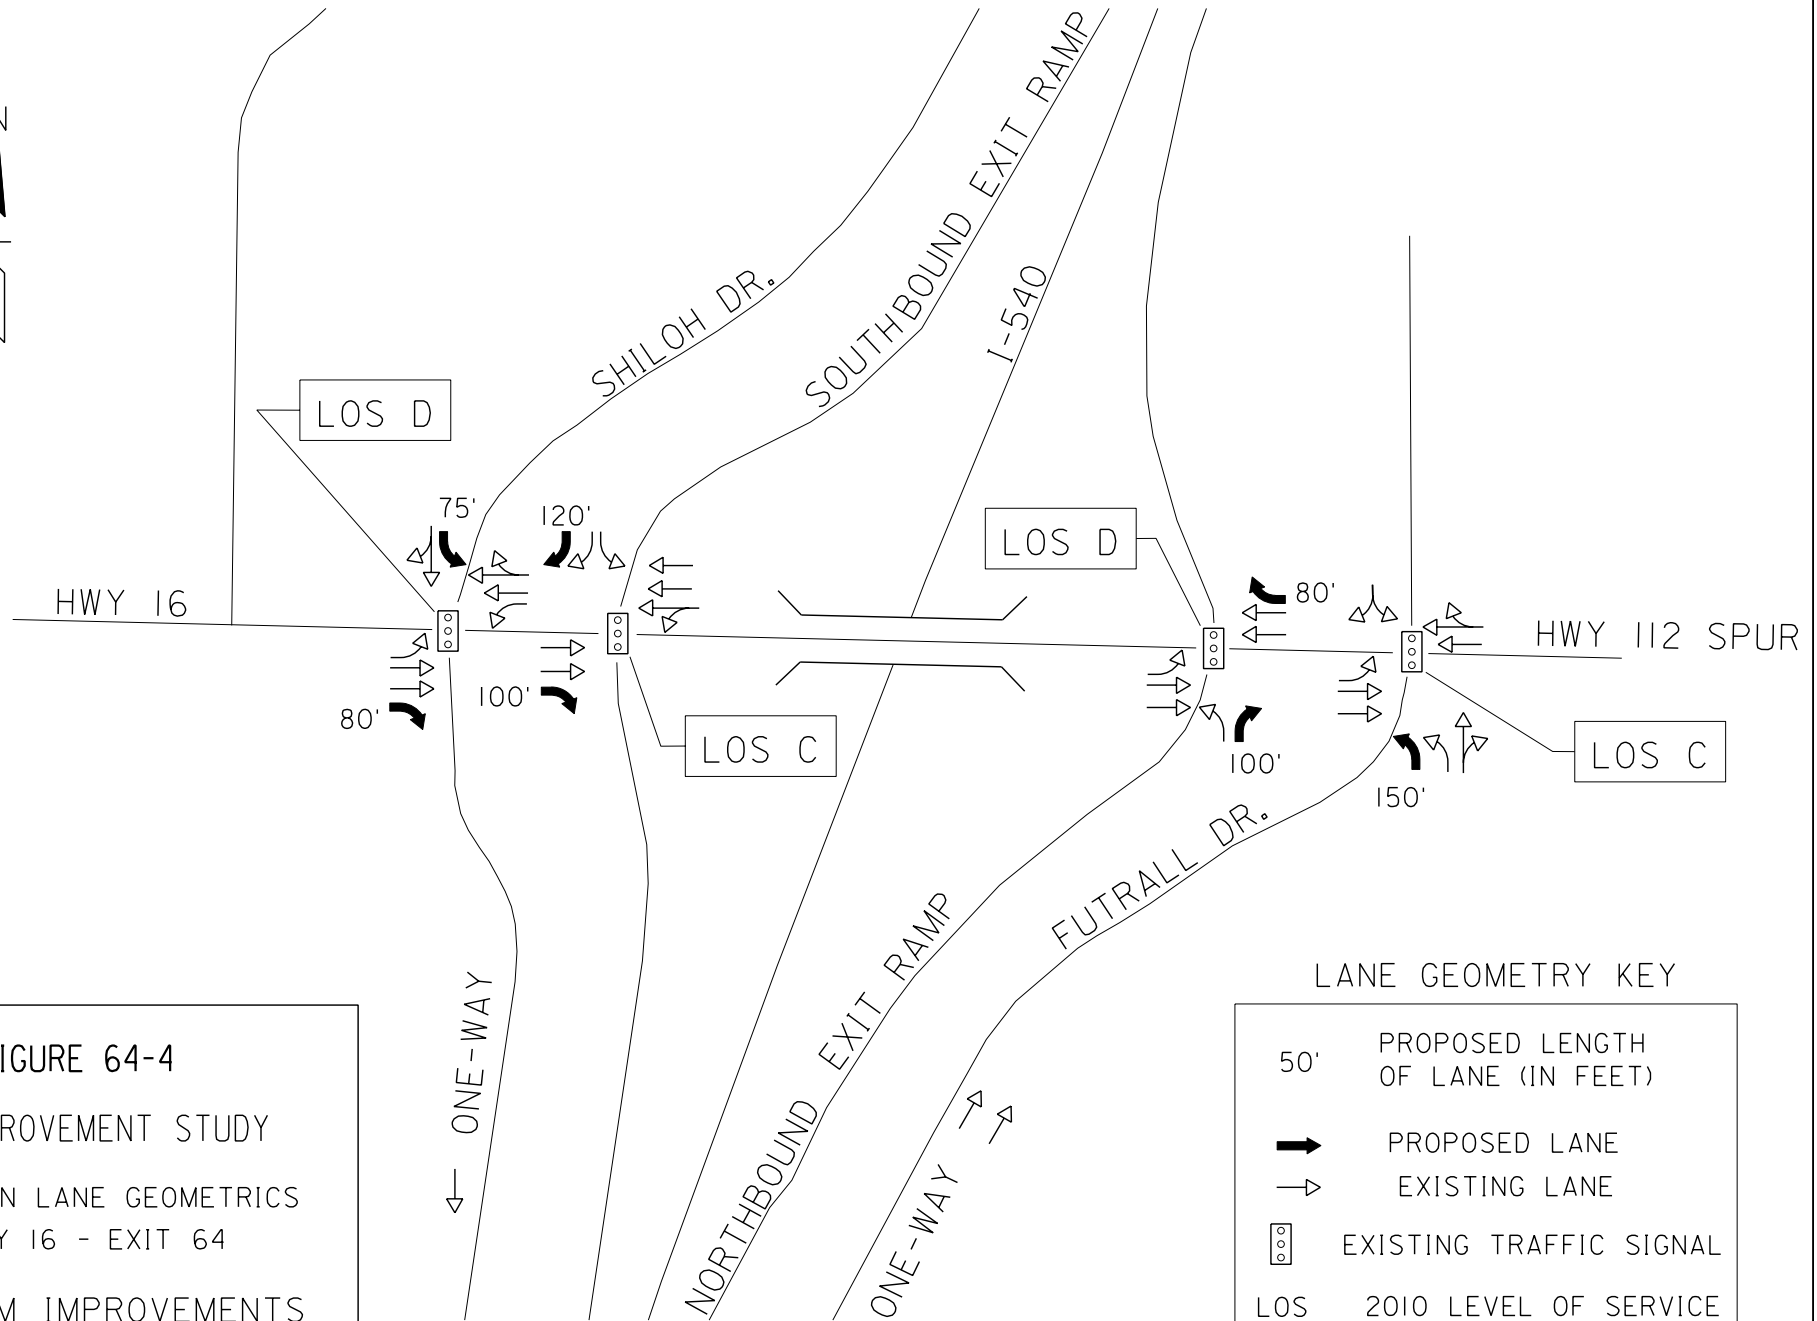 N
SHILOH DR.
SOUTHBOUND EXIT RAMP
I-540
LOS D
75'
120'
LOS D
80'
HWY 16
HWY 112 SPUR
80'
100'
LOS C
100'
150'
LOS C
ONE-WAY
NORTHBOUND EXIT RAMP
FUTRALL DR.
ONE-WAY
IGURE 64-4
ROVEMENT STUDY
N LANE GEOMETRICS
Y 16 - EXIT 64
M IMPROVEMENTS
LANE GEOMETRY KEY
50' PROPOSED LENGTH
OF LANE (IN FEET)
PROPOSED LANE
EXISTING LANE
EXISTING TRAFFIC SIGNAL
LOS 2010 LEVEL OF SERVICE